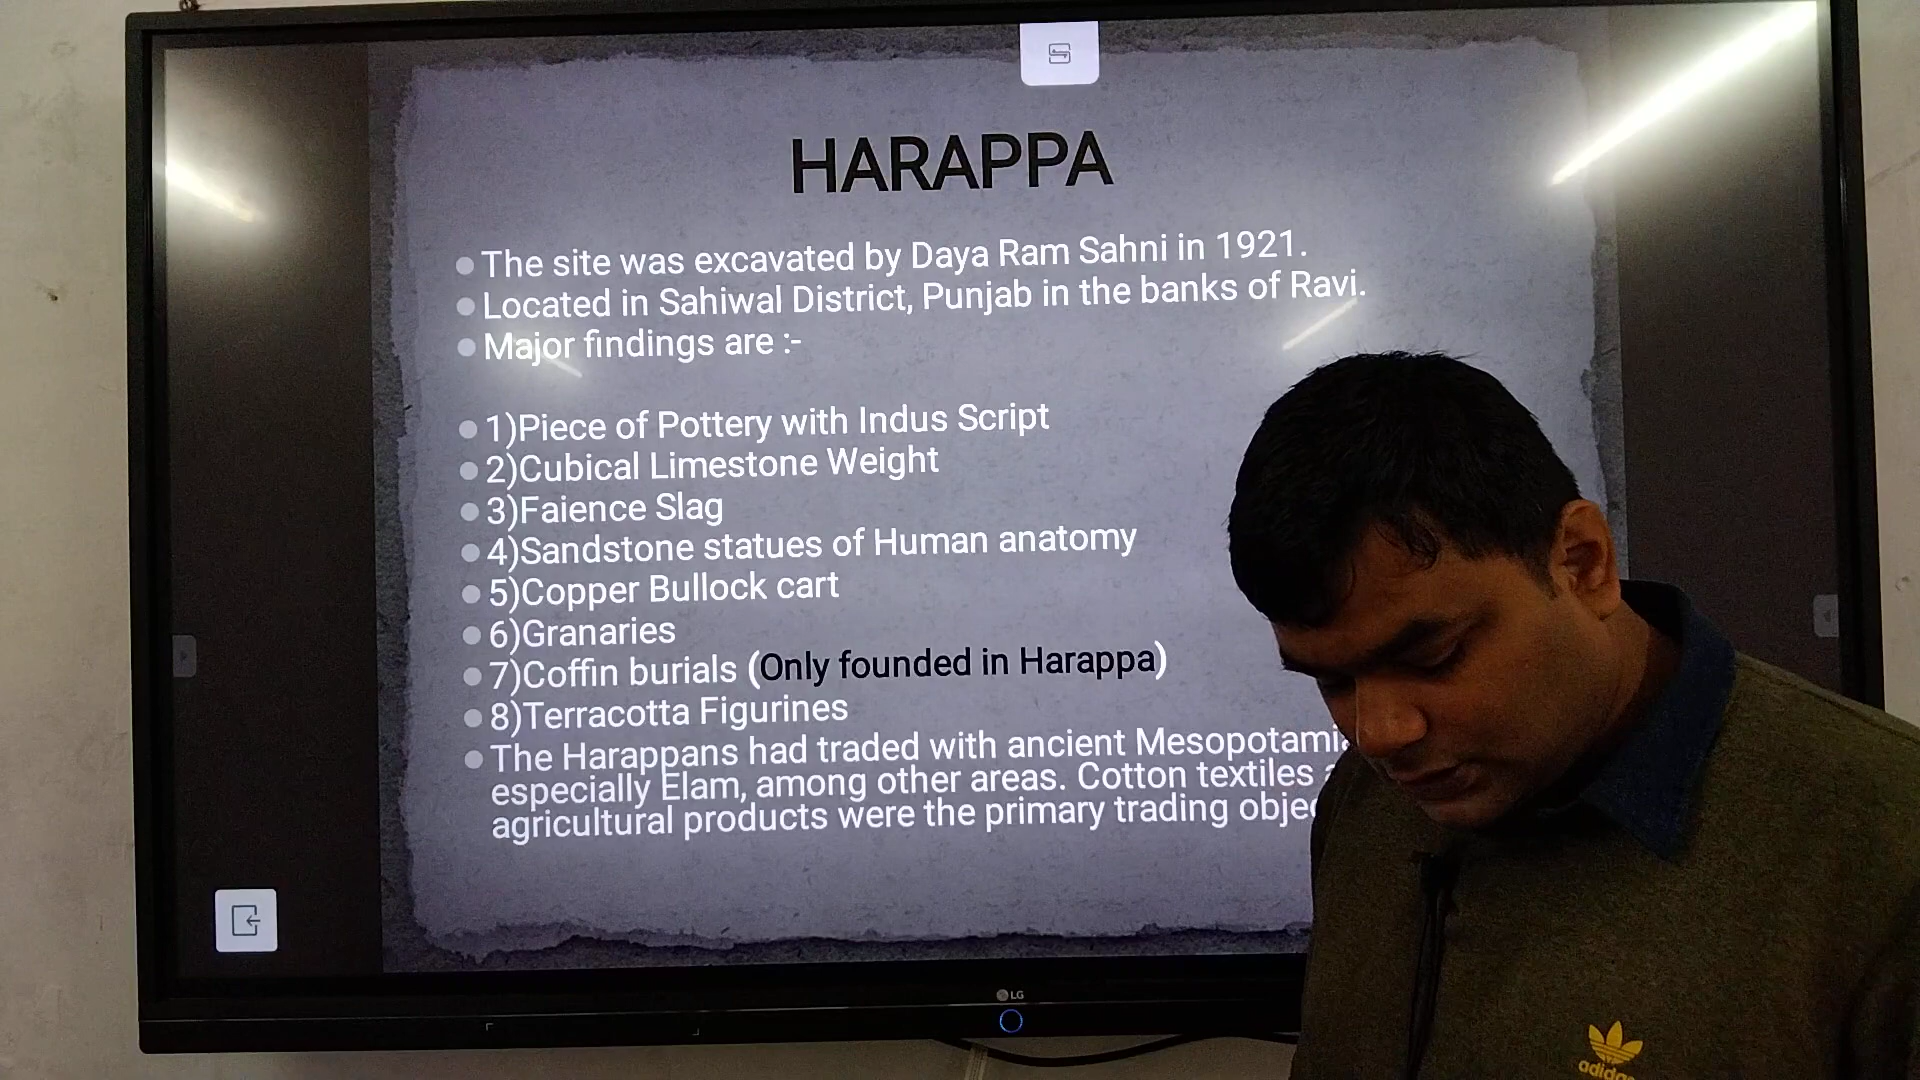 HARAPPA
The site was excavated by Daya Ram Sahni in 1921.
Located in Sahiwal District, Punjab in the banks of Ravi.
Major findings are :-
1)Piece of Pottery with Indus Script
2)Cubical Limestone Weight
3)Faience Slag
4)Sandstone statues of Human anatomy
5)Copper Bullock cart
6)Granaries
7)Coffin burials (Only founded in Harappa)
8)Terracotta Figurines
The Harappans had traded with ancient
especially Elam, among other areas. Cotton textiles
agricultural products were the primary trading
LG
adidas